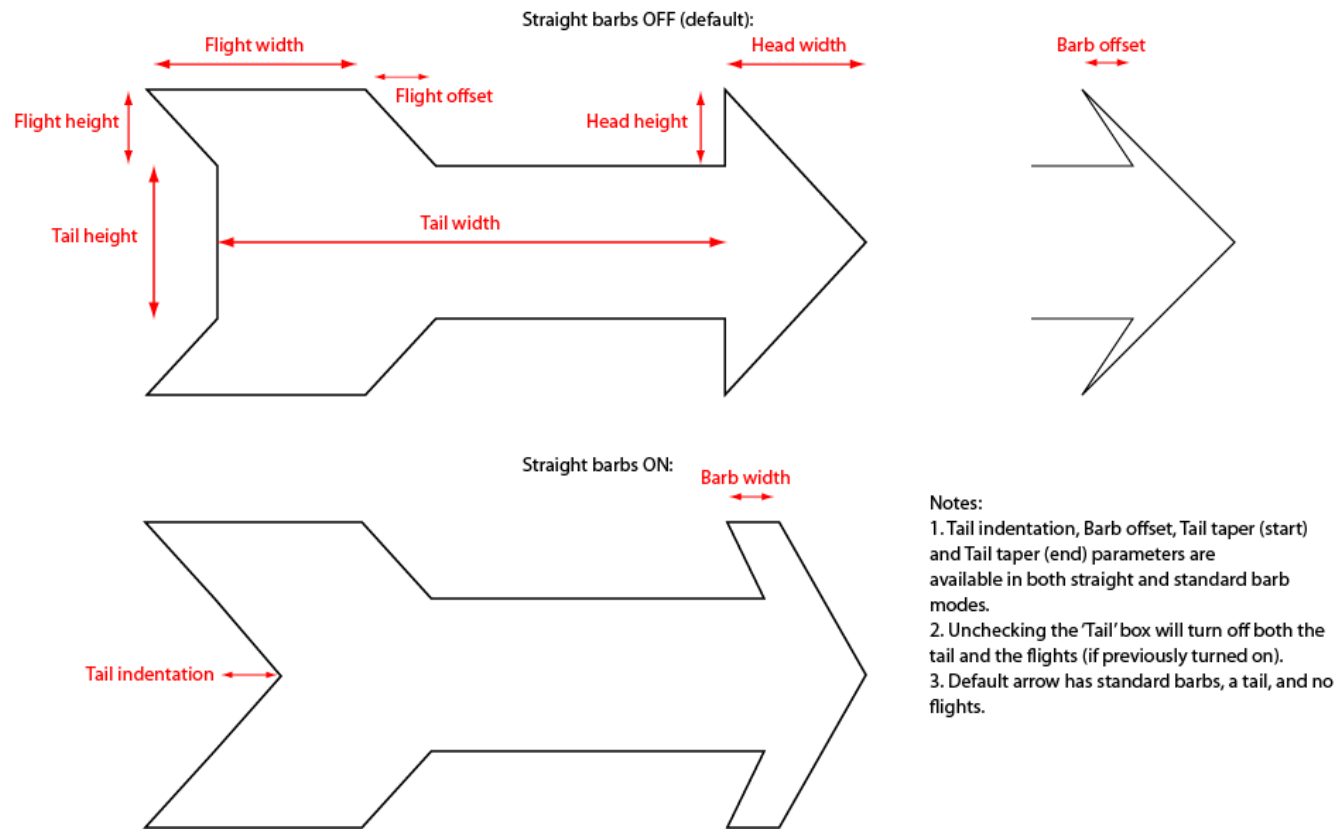 Straight barbs OFF (default):
Flight width
Head width
Barb offset
Flight offset
Flight height
Head height
Tail width
Tail height
Straight barbs ON:
Barb width
Tail indentation
Notes:
1. Tail indentation, Barb offset, Tail taper (start)
and Tail taper (end) parameters are
available in both straight and standard barb
modes.
2. Unchecking the ‘Tail’ box will turn off both the
tail and the flights (if previously turned on).
3. Default arrow has standard barbs, a tail, and no
flights.